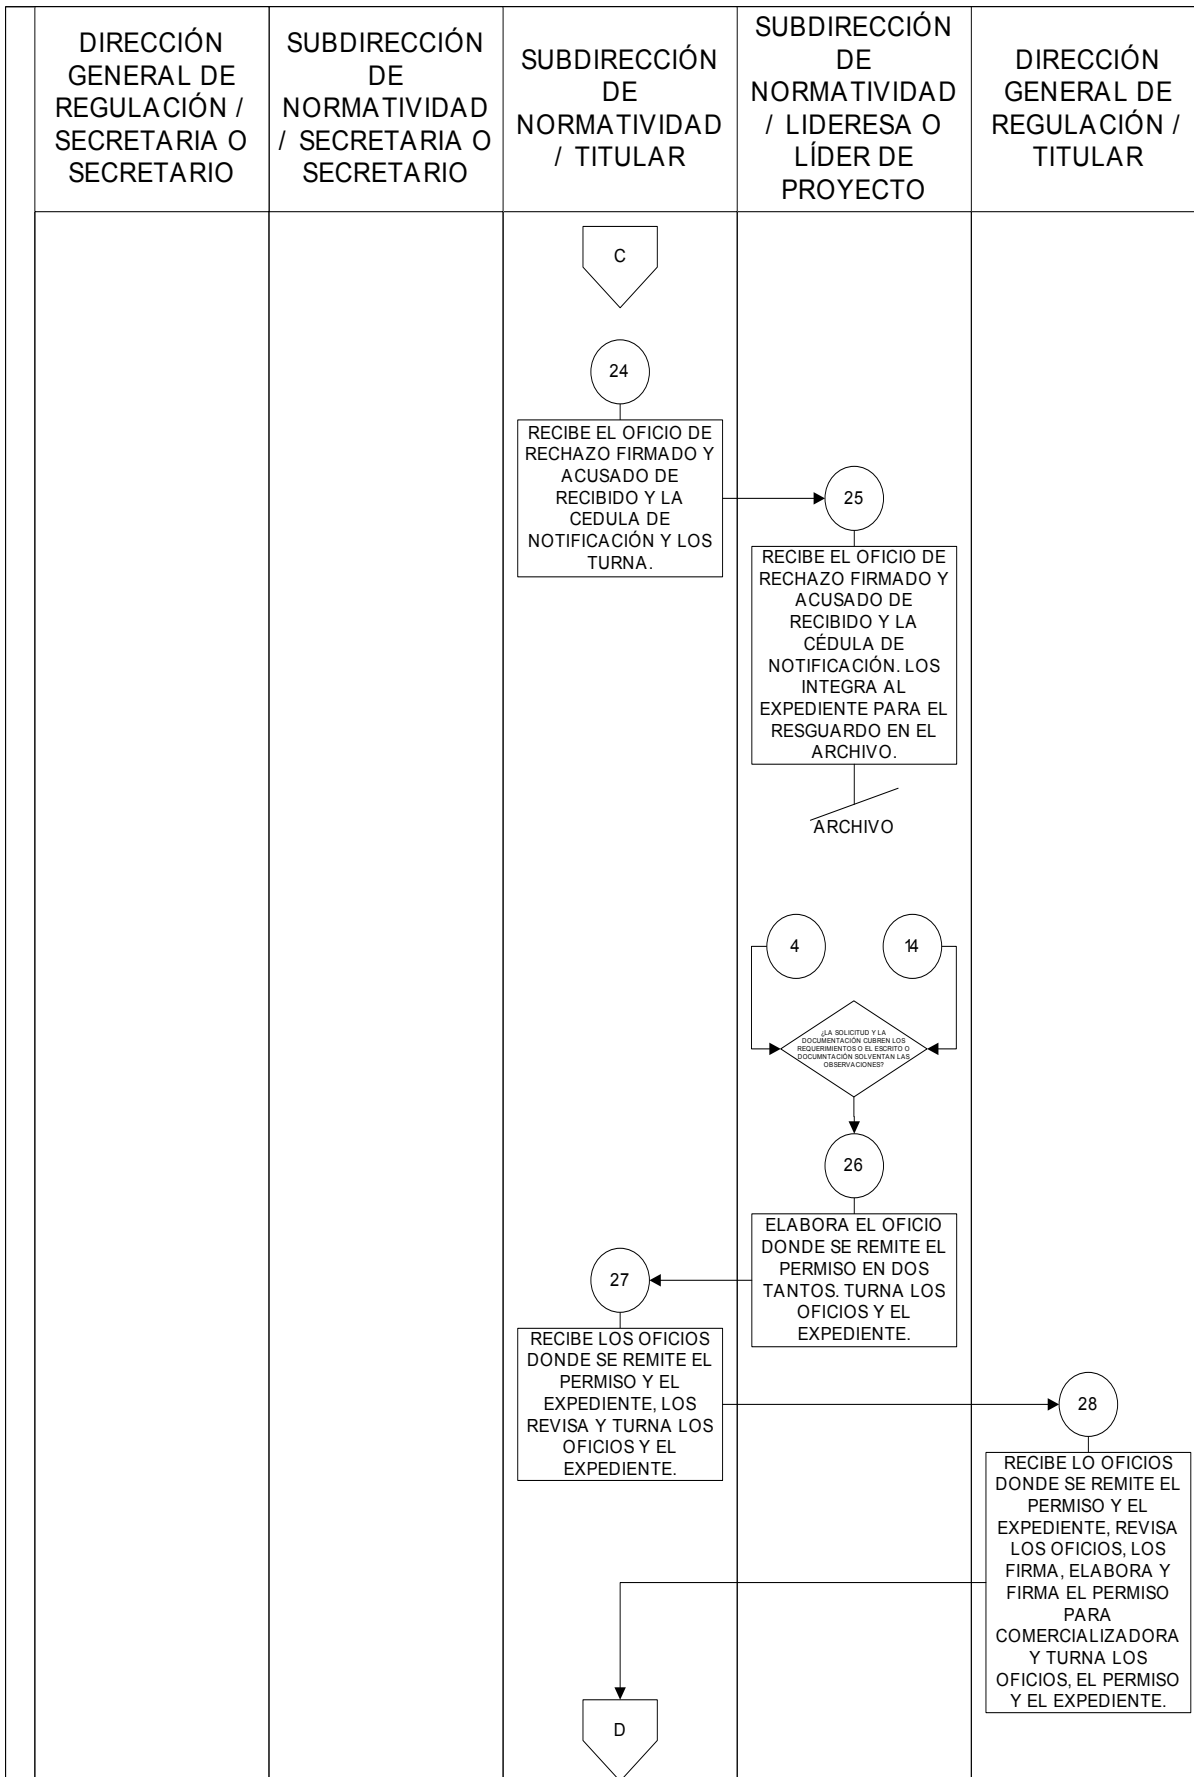 DIRECCIÓN
GENERAL DE
REGULACIÓN /
SECRETARIA O
SECRETARIO
SUBDIRECCIÓN
DE
NORMATIVIDAD
/ SECRETARIA O
SECRETARIO
SUBDIRECCIÓN
DE
NORMATIVIDAD
/ TITULAR
SUBDIRECCIÓN
DE
NORMATIVIDAD
/ LIDERESA O
LÍDER DE
PROYECTO
DIRECCIÓN
GENERAL DE
REGULACIÓN /
TITULAR
C
24
RECIBE EL OFICIO DE
RECHAZO FIRMADO Y
ACUSADO DE
RECIBIDO Y LA
CEDULA DE
NOTIFICACIÓN Y LOS
TURNA.
25
RECIBE EL OFICIO DE
RECHAZO FIRMADO Y
ACUSADO DE
RECIBIDO Y LA
CÉDULA DE
NOTIFICACIÓN. LOS
INTEGRA AL
EXPEDIENTE PARA EL
RESGUARDO EN EL
ARCHIVO.
ARCHIVO
4
14
¿LA SOLICITUD Y LA
DOCUMENTACIÓN CUBREN LOS
REQUERIMIENTOS O EL ESCRITO O
DOCUMNTACIÓN SOLVENTAN LAS
OBSERVACIONES?
26
ELABORA EL OFICIO
DONDE SE REMITE EL
PERMISO EN DOS
TANTOS. TURNA LOS
OFICIOS Y EL
EXPEDIENTE.
27
RECIBE LOS OFICIOS
DONDE SE REMITE EL
PERMISO Y EL
EXPEDIENTE, LOS
REVISA Y TURNA LOS
OFICIOS Y EL
EXPEDIENTE.
28
RECIBE LO OFICIOS
DONDE SE REMITE EL
PERMISO Y EL
EXPEDIENTE, REVISA
LOS OFICIOS, LOS
FIRMA, ELABORA Y
FIRMA EL PERMISO
PARA
COMERCIALIZADORA
Y TURNA LOS
OFICIOS, EL PERMISO
Y EL EXPEDIENTE.
D